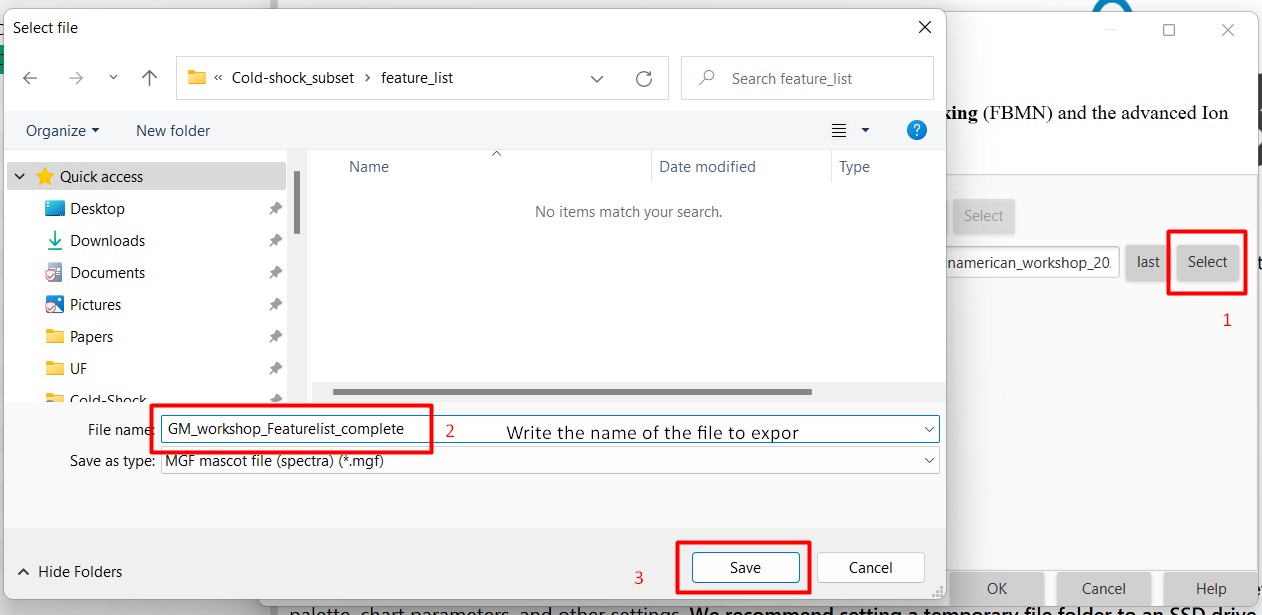 Select file
« Cold-shock_subset > feature_list
Search feature_list
king (FBMN) and the advanced Ion
Organize
New folder
?
Name
Date modified
Type
Quick access
No items match your search.
Select
Desktop
Downloads
Documents
Pictures
Papers
UF
Cold-Shock
namerican_workshop_20
last
Select
1
File name:
GM_workshop_Featurelist_complete
2
Write the name of the file to expor
Save as type:
MGF mascot file (spectra) (*.mgf)
Hide Folders
3
Save
Cancel
OK
Cancel
Help
palette, chart parameters, and other settings. We recommend setting a temporary file folder to an SSD drive